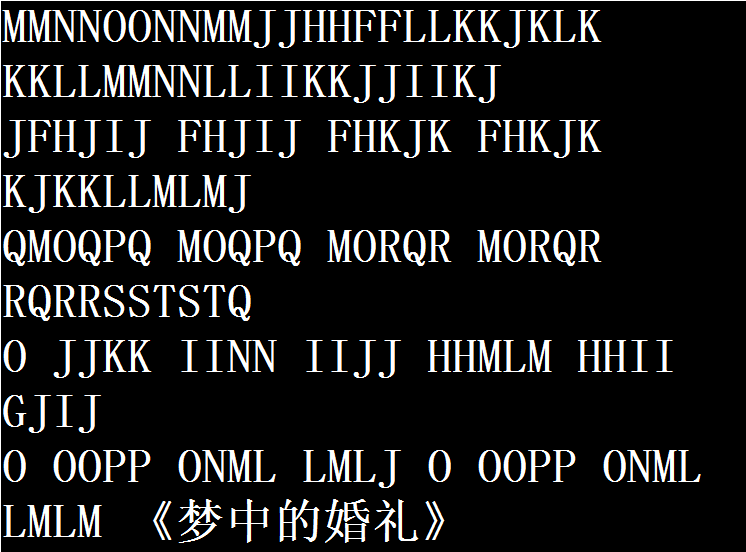 MMNNOONNMMJJHHFFLLKKJKLK
KKLLMMNNLLIIKKJJIIKJ
JFHJIJ FHJIJ FHKJK FHKJK
KJKKLLMLMJ
QMOQPQ MOQPQ MORQR MORQR
RQRRSSTSTQ
O JJKK IINN IIJJ HHMLM HHII
GJIJ
O OOPP ONML LMLJ O OOPP ONML
LMLM 《梦中的婚礼》